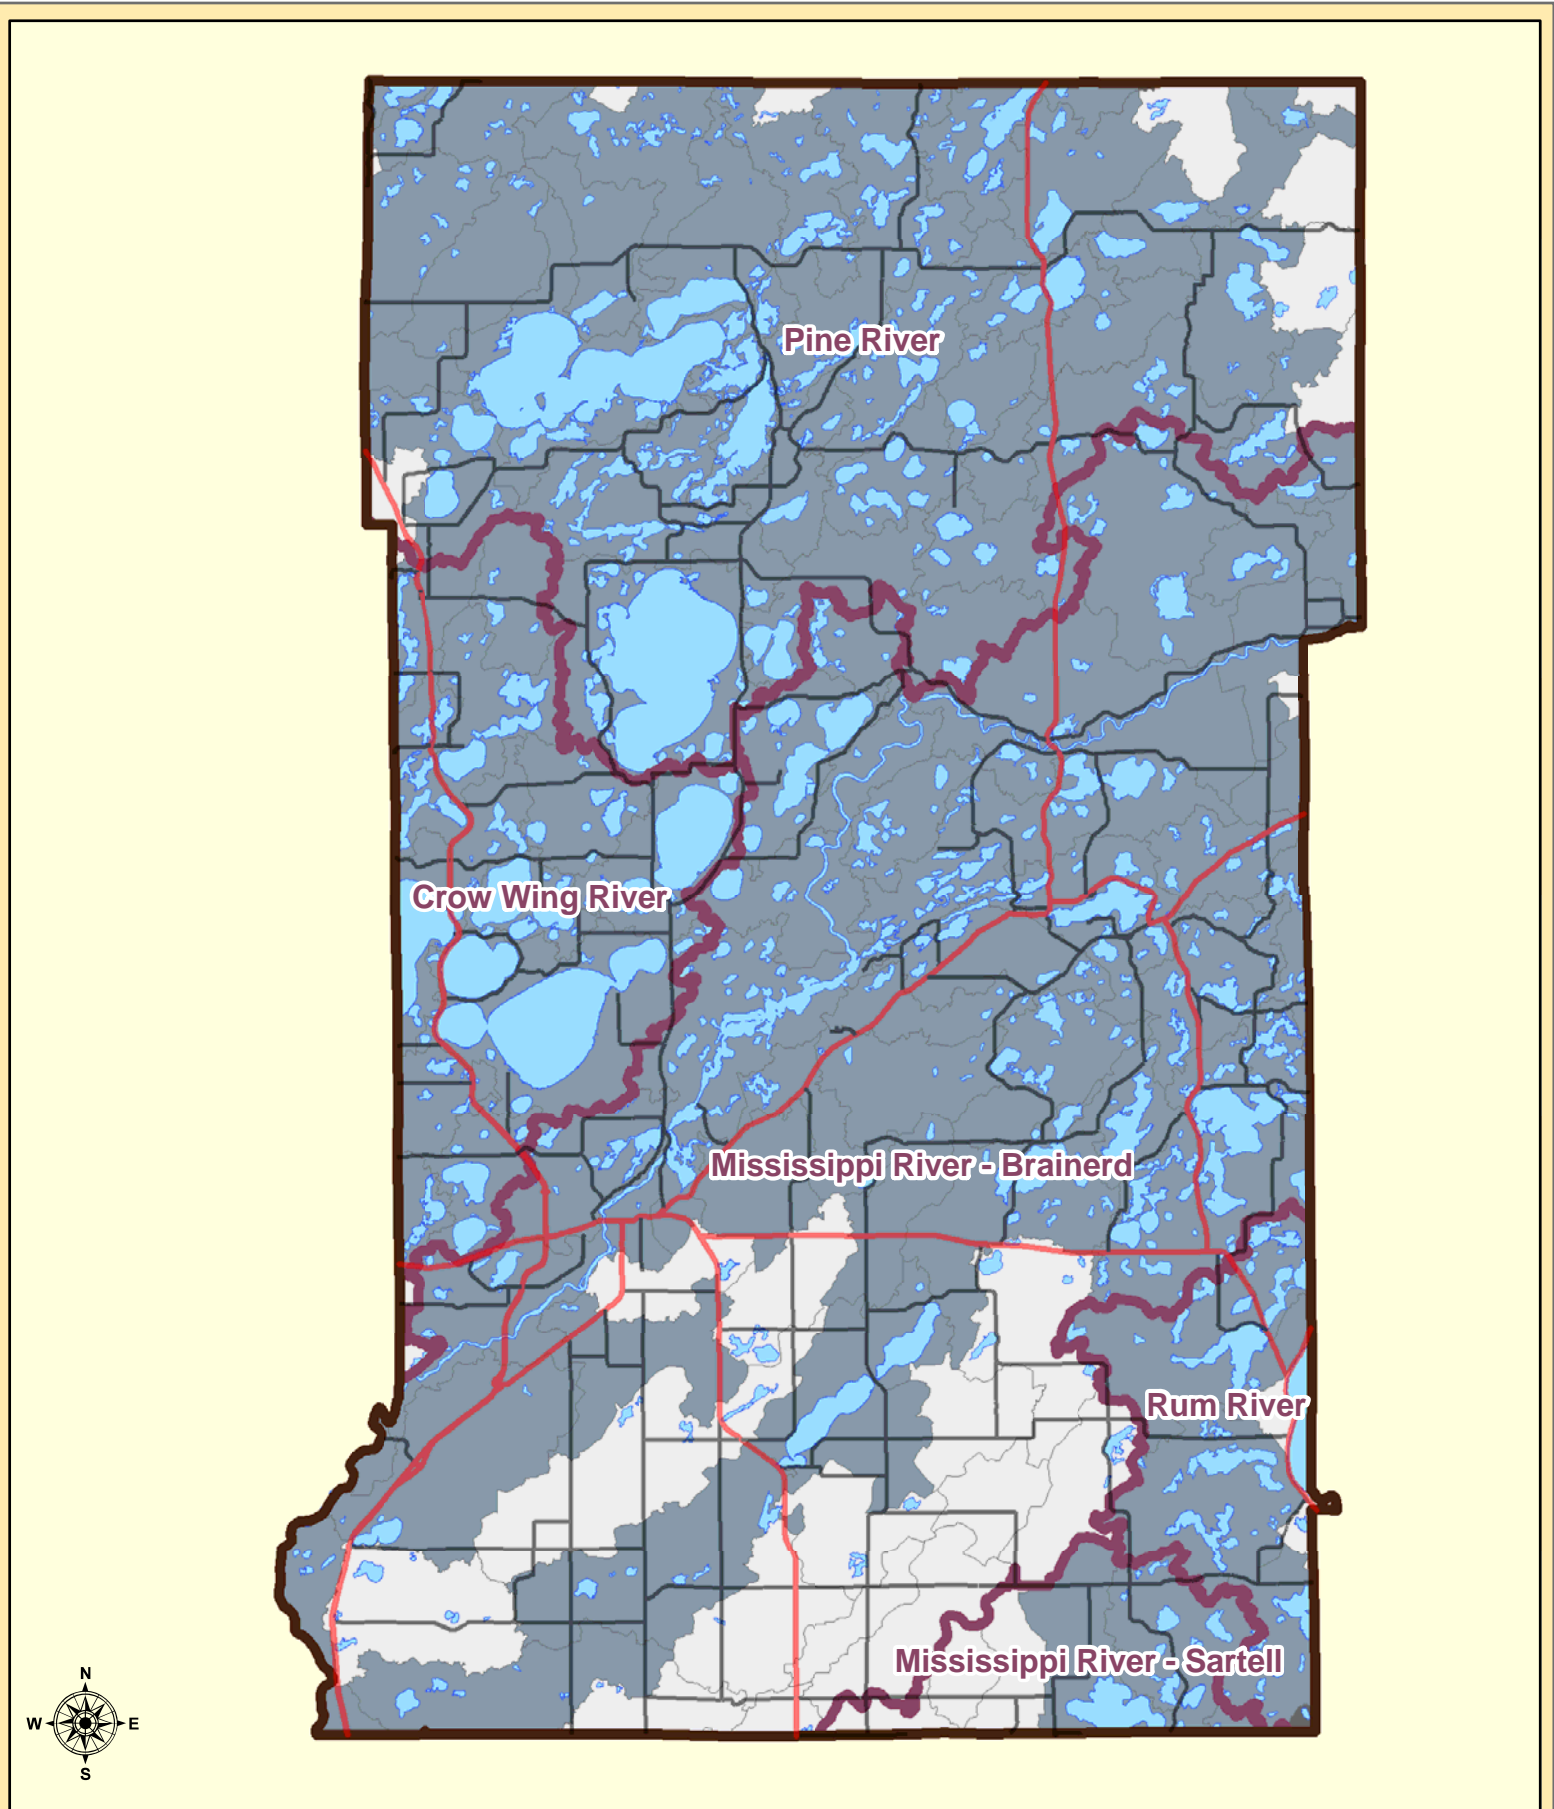 Pine River
Crow Wing River
Mississippi River - Brainerd
Rum River
Mississippi River - Sartell
N
W E
S